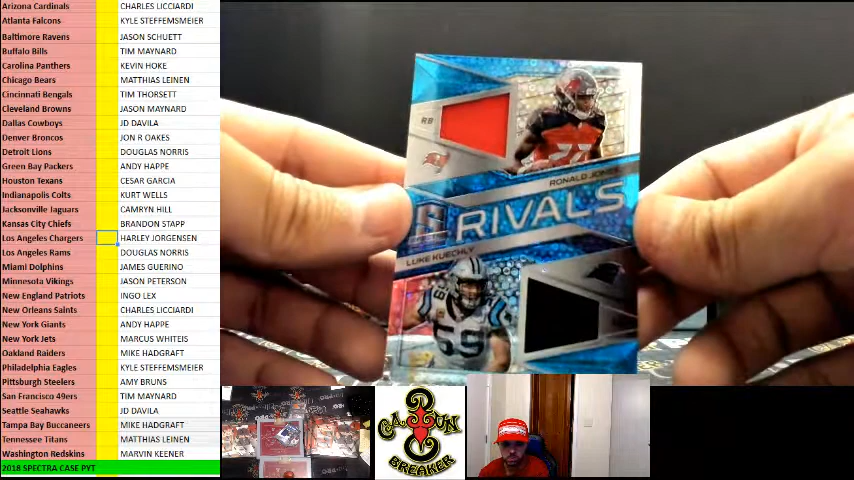 Arizona Cardinals CHARLES LICCIARDI
Atlanta Falcons KYLE STEFFEMSMEIER
Baltimore Ravens JASON SCHUETT
Buffalo Bills TIM MAYNARD
Carolina Panthers KEVIN HOKE
Chicago Bears MATTHIAS LEINEN
Cincinnati Bengals TIM THORSETT
Cleveland Browns JASON MAYNARD
Dallas Cowboys JD DAVILA
Denver Broncos JON R OAKES
Detroit Lions DOUGLAS NORRIS
Green Bay Packers ANDY HAPPE
Houston Texans CESAR GARCIA
Indianapolis Colts KURT WELLS
Jacksonville Jaguars CAMRYN HILL
Kansas City Chiefs BRANDON STAPP
Los Angeles Chargers HARLEY JORGENSEN
Los Angeles Rams DOUGLAS NORRIS
Miami Dolphins JAMES GUERINO
Minnesota Vikings JASON PETERSON
New England Patriots INGO LEX
New Orleans Saints CHARLES LICCIARDI
New York Giants ANDY HAPPE
New York Jets MARCUS WHITEIS
Oakland Raiders MIKE HADGRAFT
Philadelphia Eagles KYLE STEFFEMSMEIER
Pittsburgh Steelers AMY BRUNS
San Francisco 49ers TIM MAYNARD
Seattle Seahawks JD DAVILA
Tampa Bay Buccaneers MIKE HADGRAFT
Tennessee Titans MATTHIAS LEINEN
Washington Redskins MARVIN KEENER
2018 SPECTRA CASE PYT
RB
RONALD JONES
RIVALS
LUKE KUECHLY
59
CAJUN
BREAKER